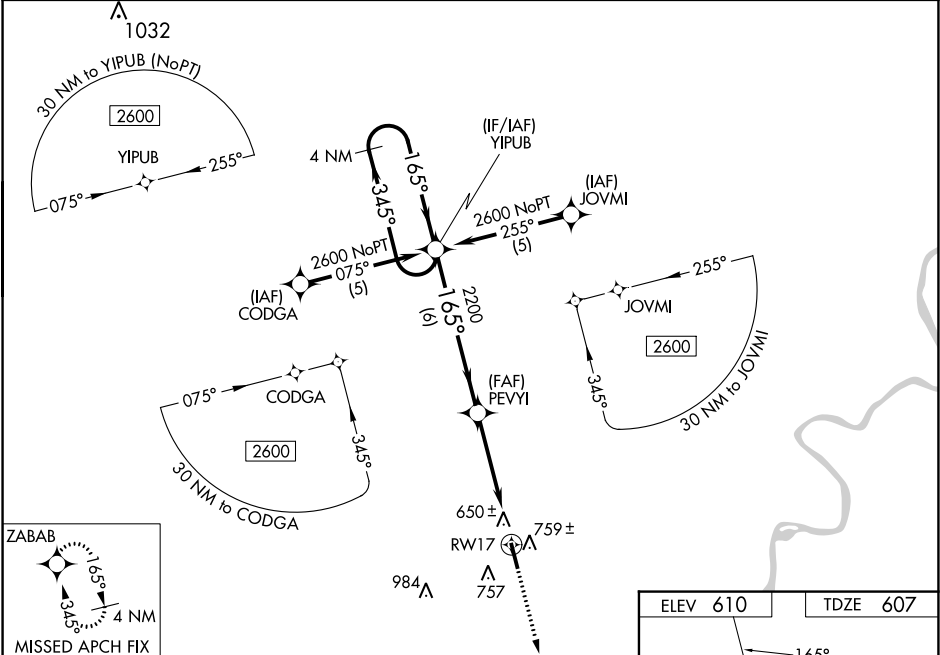 1032
30 NM to YIPUB (NoPT)
2600
YIPUB
075°
255°
4 NM
165°
345°
(IF/IAF)
YIPUB
(IAF)
JOVMI
2600 NoPT
255°
(5)
2600 NoPT
075°
(5)
(IAF)
CODGA
2200
165°
(6)
(FAF)
PEVYI
255°
JOVMI
2600
345°
30 NM to JOVMI
075°
CODGA
2600
345°
30 NM to CODGA
650 ±
RW17
759 ±
757
984
ZABAB
165°
345°
4 NM
MISSED APCH FIX
ELEV 610
TDZE 607
165°